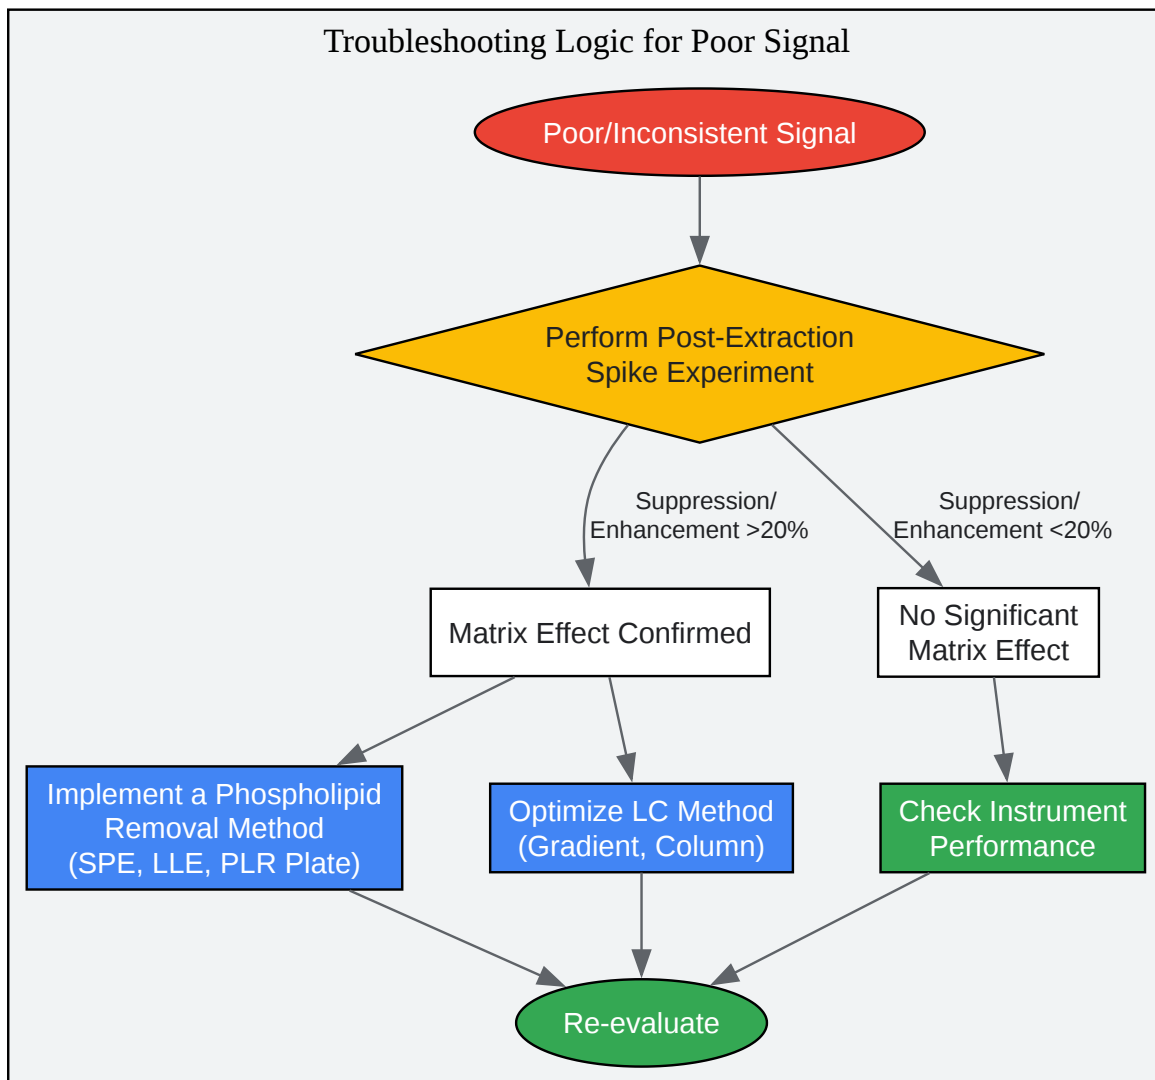 Troubleshooting Logic for Poor Signal
Poor/Inconsistent Signal
Perform Post-Extraction
Spike Experiment
Suppression/
Enhancement >20%
Suppression/
Enhancement <20%
Matrix Effect Confirmed
No Significant
Matrix Effect
Implement a Phospholipid
Removal Method
(SPE, LLE, PLR Plate)
Optimize LC Method
(Gradient, Column)
Check Instrument
Performance
Re-evaluate